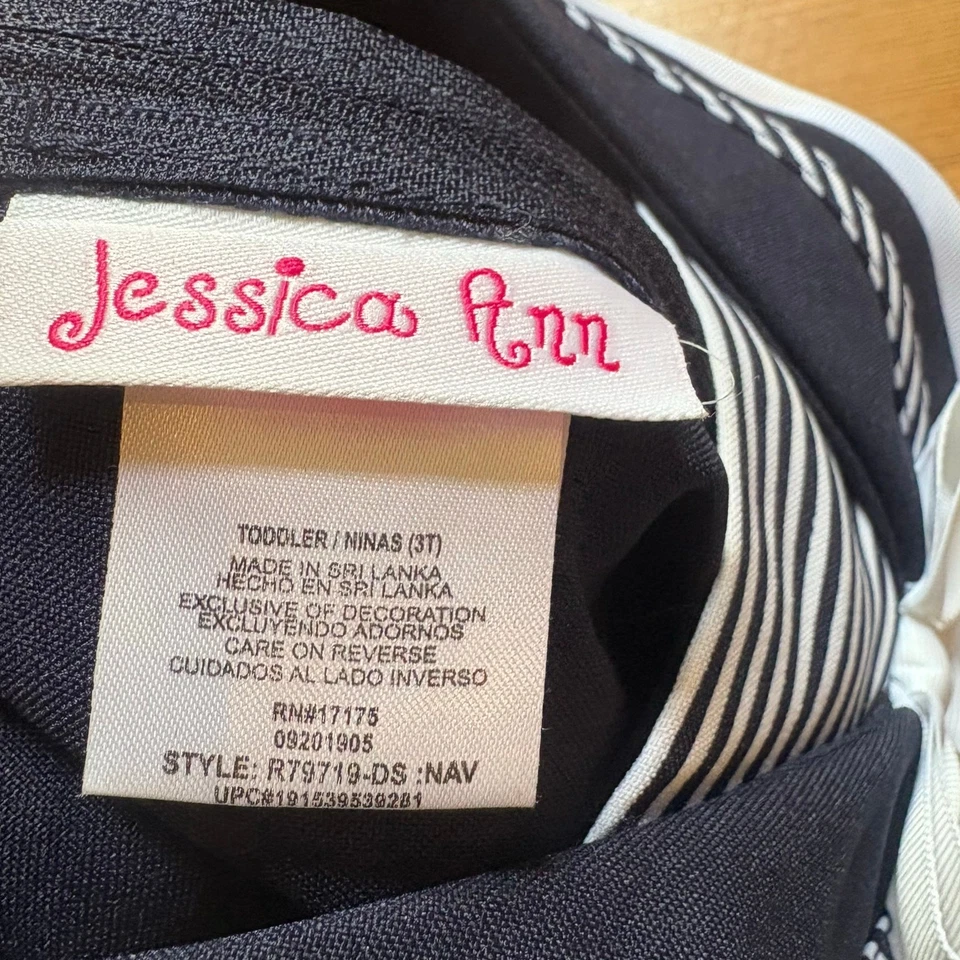 Jessica Ann
TODDLER / NINAS (3T)
MADE IN SRI LANKA
HECHO EN SRI LANKA
EXCLUSIVE OF DECORATION
EXCLUYENDO ADORNOS
CARE ON REVERSE
CUIDADOS AL LADO INVERSO
RN#17175
09201905
STYLE: R79719-DS :NAV
UPC#191539539281